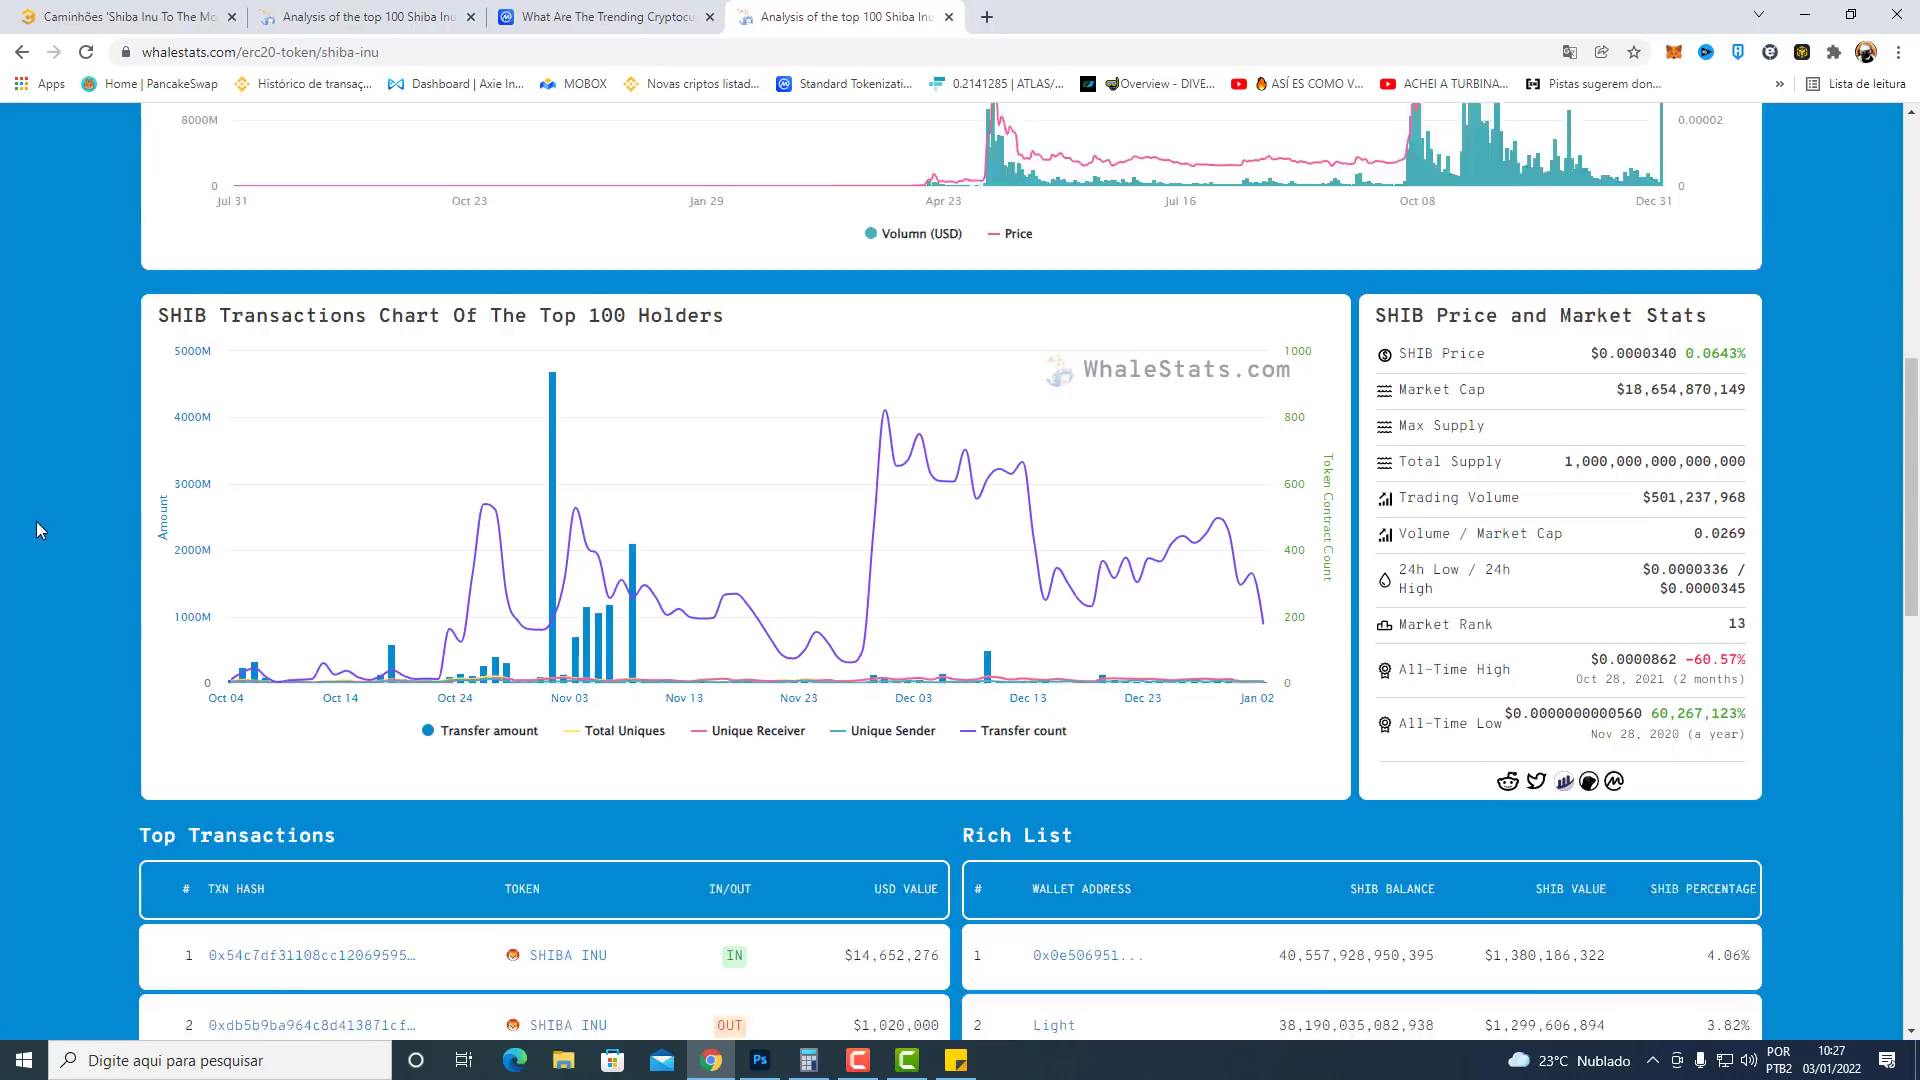 Caminhões 'Shiba Inu To The Mo
Analysis of the top 100 Shiba Inu
What Are The Trending Cryptocu
Analysis of the top 100 Shiba Inu
whalestats.com/erc20-token/shiba-inu
Apps
Home | PancakeSwap
Histórico de transaç...
Dashboard | Axie In...
MOBOX
Novas criptos listad...
Standard Tokenizati...
0.2141285 | ATLAS/...
Overview - DIVE...
ASÍ ES COMO V...
ACHEI A TURBINA...
Pistas sugerem don...
»
Lista de leitura
8000M
0.00002
0
0
Jul 31
Oct 23
Jan 29
Apr 23
Jul 16
Oct 08
Dec 31
Volumn (USD)
Price
SHIB Transactions Chart Of The Top 100 Holders
5000M
4000M
3000M
2000M
1000M
0
Amount
WhaleStats.com
1000
800
600
400
200
0
Token Contract Count
Oct 04
Oct 14
Oct 24
Nov 03
Nov 13
Nov 23
Dec 03
Dec 13
Dec 23
Jan 02
Transfer amount
Total Uniques
Unique Receiver
Unique Sender
Transfer count
SHIB Price and Market Stats
SHIB Price $0.0000340 0.0643%
Market Cap $18,654,870,149
Max Supply
Total Supply 1,000,000,000,000,000
Trading Volume $501,237,968
Volume / Market Cap 0.0269
24h Low / 24h $0.0000336 /
High $0.0000345
Market Rank 13
All-Time High $0.0000862 -60.57%
Oct 28, 2021 (2 months)
All-Time Low $0.0000000000560 60,267,123%
Nov 28, 2020 (a year)
Top Transactions
# TXN HASH TOKEN IN/OUT USD VALUE
1 0x54c7df31108cc12069595… SHIBA INU IN $14,652,276
2 0xdb5b9ba964c8d413871cf… SHIBA INU OUT $1,020,000
Rich List
# WALLET ADDRESS SHIB BALANCE SHIB VALUE SHIB PERCENTAGE
1 0x0e506951... 40,557,928,950,395 $1,380,186,322 4.06%
2 Light 38,190,035,082,938 $1,299,606,894 3.82%
Digite aqui para pesquisar
Ps
23°C Nublado
POR
PTB2
10:27
03/01/2022